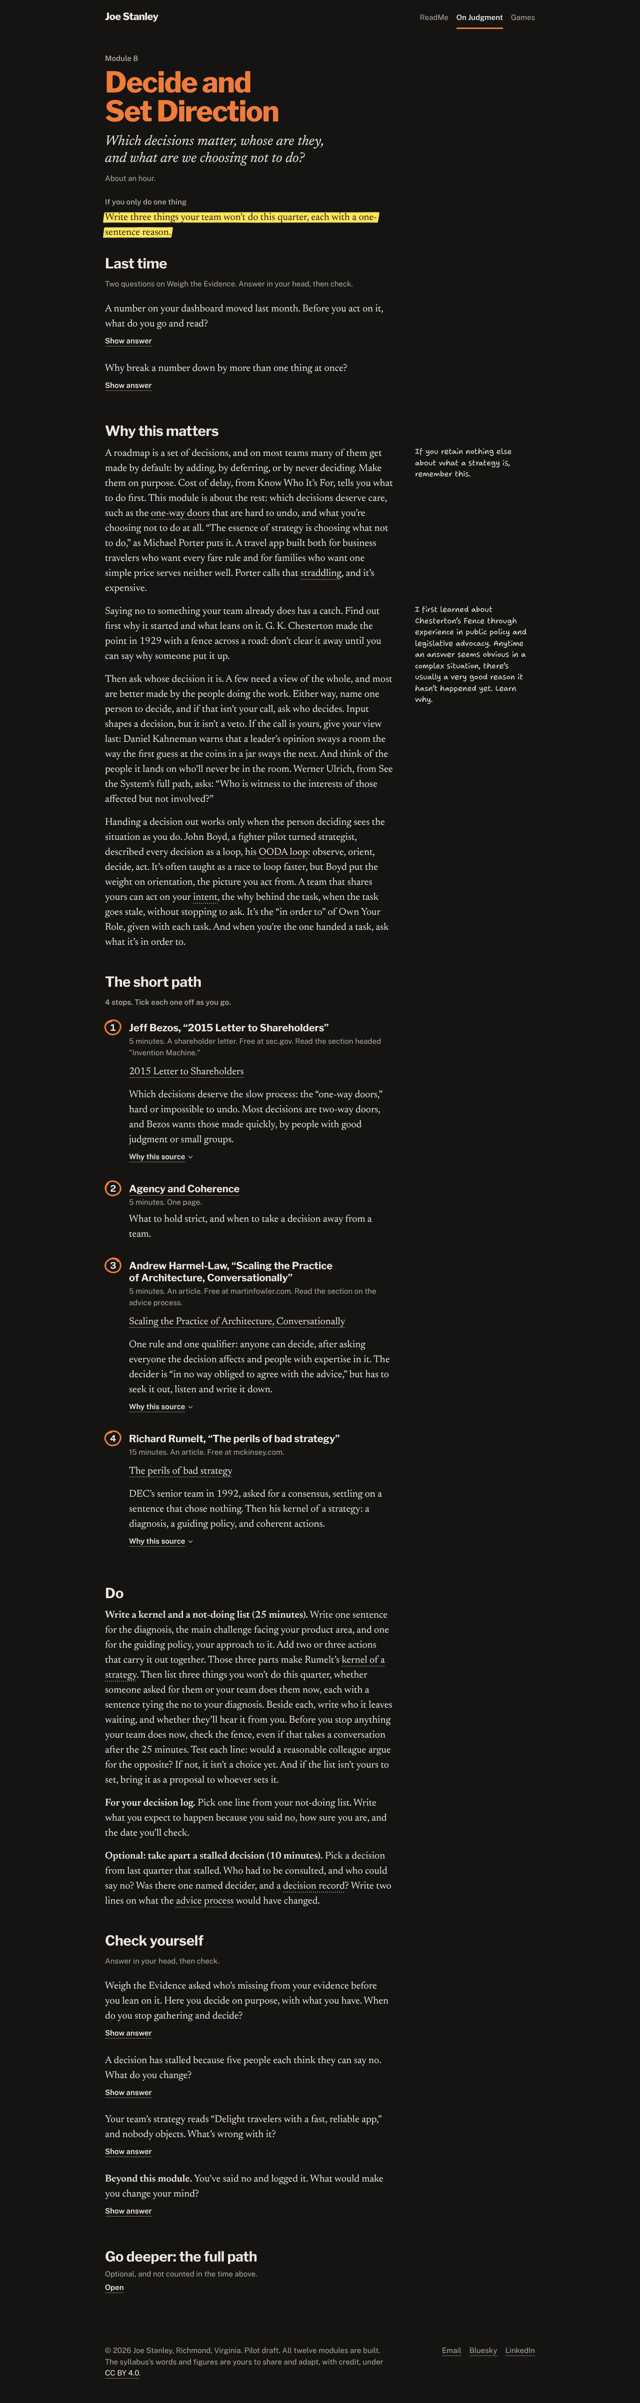 Joe Stanley
ReadMe On Judgment Games
Module 8
Decide and
Set Direction
Which decisions matter, whose are they,
and what are we choosing not to do?
About an hour.
If you only do one thing
Write three things your team won't do this quarter, each with a one-
sentence reason.
Last time
Two questions on Weigh the Evidence. Answer in your head, then check.
A number on your dashboard moved last month. Before you act on it,
what do you go and read?
Show answer
Why break a number down by more than one thing at once?
Show answer
Why this matters
A roadmap is a set of decisions, and on most teams many of them get
made by default: by adding, by deferring, or by never deciding. Make
them on purpose. Cost of delay, from Know Who It's For, tells you what
to do first. This module is about the rest: which decisions deserve care,
such as the one-way doors that are hard to undo, and what you're
choosing not to do at all. “The essence of strategy is choosing what not
to do,” as Michael Porter puts it. A travel app built both for business
travelers who want every fare rule and for families who want one
simple price serves neither well. Porter calls that straddling, and it's
expensive.
If you retain nothing else
about what a strategy is,
remember this.
Saying no to something your team already does has a catch. Find out
first why it started and what leans on it. G. K. Chesterton made the
point in 1929 with a fence across a road: don't clear it away until you
can say why someone put it up.
I first learned about
Chesterton's Fence through
experience in public policy and
legislative advocacy. Anytime
an answer seems obvious in a
complex situation, there's
usually a very good reason it
hasn't happened yet. Learn
why.
Then ask whose decision it is. A few need a view of the whole, and most
are better made by the people doing the work. Either way, name one
person to decide, and if that isn't your call, ask who decides. Input
shapes a decision, but it isn't a veto. If the call is yours, give your view
last: Daniel Kahneman warns that a leader's opinion sways a room the
way the first guess at the coins in a jar sways the next. And think of the
people it lands on who'll never be in the room. Werner Ulrich, from See
the System's full path, asks: “Who is witness to the interests of those
affected but not involved?”
Handing a decision out works only when the person deciding sees the
situation as you do. John Boyd, a fighter pilot turned strategist,
described every decision as a loop, his OODA loop: observe, orient,
decide, act. It's often taught as a race to loop faster, but Boyd put the
weight on orientation, the picture you act from. A team that shares
yours can act on your intent, the why behind the task, when the task
goes stale, without stopping to ask. It's the “in order to” of Own Your
Role, given with each task. And when you're the one handed a task, ask
what it's in order to.
The short path
4 stops. Tick each one off as you go.
1 Jeff Bezos, “2015 Letter to Shareholders”
5 minutes. A shareholder letter. Free at sec.gov. Read the section headed
"Invention Machine."
2015 Letter to Shareholders
Which decisions deserve the slow process: the “one-way doors,”
hard or impossible to undo. Most decisions are two-way doors,
and Bezos wants those made quickly, by people with good
judgment or small groups.
Why this source
2 Agency and Coherence
5 minutes. One page.
What to hold strict, and when to take a decision away from a
team.
3 Andrew Harmel-Law, “Scaling the Practice
of Architecture, Conversationally”
5 minutes. An article. Free at martinfowler.com. Read the section on the
advice process.
Scaling the Practice of Architecture, Conversationally
One rule and one qualifier: anyone can decide, after asking
everyone the decision affects and people with expertise in it. The
decider is “in no way obliged to agree with the advice,” but has to
seek it out, listen and write it down.
Why this source
4 Richard Rumelt, “The perils of bad strategy”
15 minutes. An article. Free at mckinsey.com.
The perils of bad strategy
DEC's senior team in 1992, asked for a consensus, settling on a
sentence that chose nothing. Then his kernel of a strategy: a
diagnosis, a guiding policy, and coherent actions.
Why this source
Do
Write a kernel and a not-doing list (25 minutes). Write one sentence
for the diagnosis, the main challenge facing your product area, and one
for the guiding policy, your approach to it. Add two or three actions
that carry it out together. Those three parts make Rumelt's kernel of a
strategy. Then list three things you won't do this quarter, whether
someone asked for them or your team does them now, each with a
sentence tying the no to your diagnosis. Beside each, write who it leaves
waiting, and whether they'll hear it from you. Before you stop anything
your team does now, check the fence, even if that takes a conversation
after the 25 minutes. Test each line: would a reasonable colleague argue
for the opposite? If not, it isn't a choice yet. And if the list isn't yours to
set, bring it as a proposal to whoever sets it.
For your decision log. Pick one line from your not-doing list. Write
what you expect to happen because you said no, how sure you are, and
the date you'll check.
Optional: take apart a stalled decision (10 minutes). Pick a decision
from last quarter that stalled. Who had to be consulted, and who could
say no? Was there one named decider, and a decision record? Write two
lines on what the advice process would have changed.
Check yourself
Answer in your head, then check.
Weigh the Evidence asked who's missing from your evidence before
you lean on it. Here you decide on purpose, with what you have. When
do you stop gathering and decide?
Show answer
A decision has stalled because five people each think they can say no.
What do you change?
Show answer
Your team's strategy reads “Delight travelers with a fast, reliable app,”
and nobody objects. What's wrong with it?
Show answer
Beyond this module. You've said no and logged it. What would make
you change your mind?
Show answer
Go deeper: the full path
Optional, and not counted in the time above.
Open
© 2026 Joe Stanley, Richmond, Virginia. Pilot draft. All twelve modules are built.
The syllabus's words and figures are yours to share and adapt, with credit, under
CC BY 4.0.
Email Bluesky LinkedIn